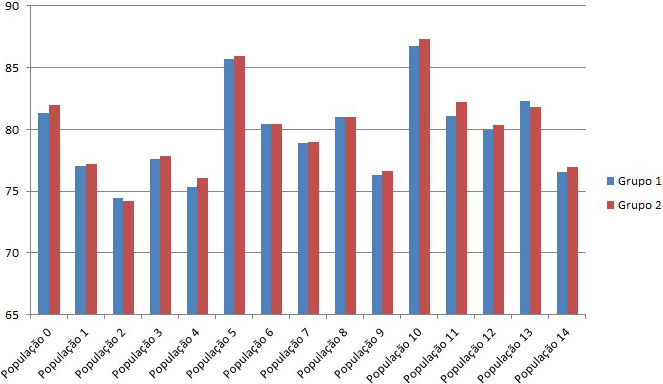 90
85
80
75
70
65
População 0
População 1
População 2
População 3
População 4
População 5
População 6
População 7
População 8
População 9
População 10
População 11
População 12
População 13
População 14
Grupo 1
Grupo 2